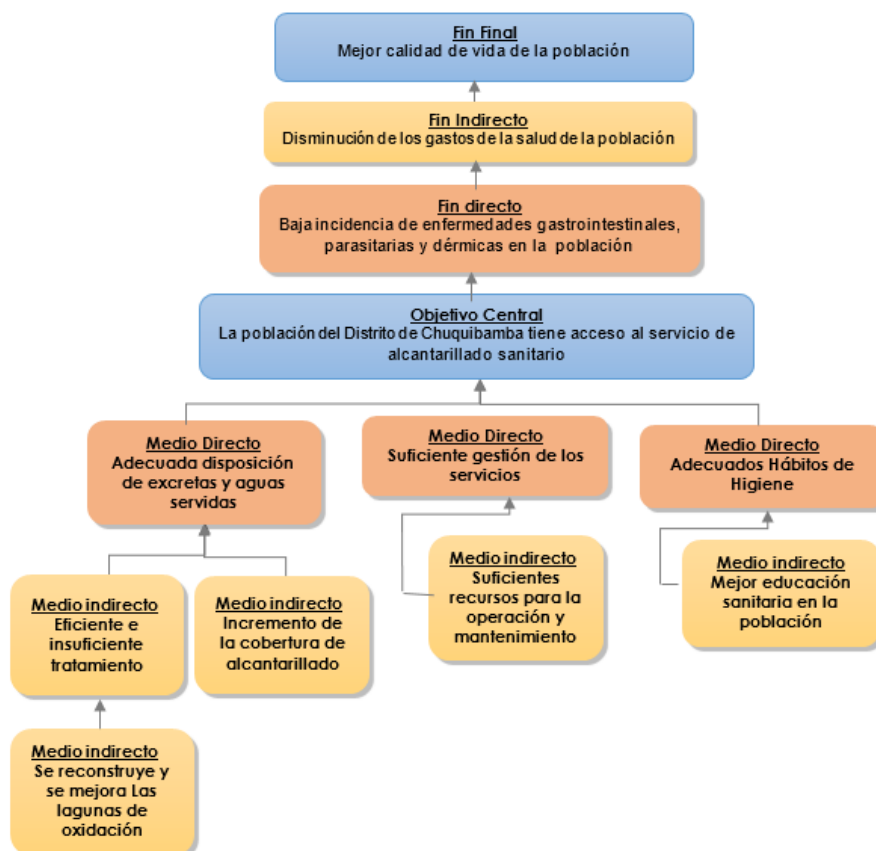 Fin Final
Mejor calidad de vida de la población
Fin Indirecto
Disminución de los gastos de la salud de la población
Fin directo
Baja incidencia de enfermedades gastrointestinales,
parasitarias y dérmicas en la población
Objetivo Central
La población del Distrito de Chuquibamba tiene acceso al servicio de
alcantarillado sanitario
Medio Directo
Adecuada disposición
de excretas y aguas
servidas
Medio Directo
Suficiente gestión de los
servicios
Medio Directo
Adecuados Hábitos de
Higiene
Medio indirecto
Eficiente e
insuficiente
tratamiento
Medio indirecto
Incremento de
la cobertura de
alcantarillado
Medio indirecto
Suficientes
recursos para la
operación y
mantenimiento
Medio indirecto
Mejor educación
sanitaria en la
población
Medio indirecto
Se reconstruye y
se mejora Las
lagunas de
oxidación